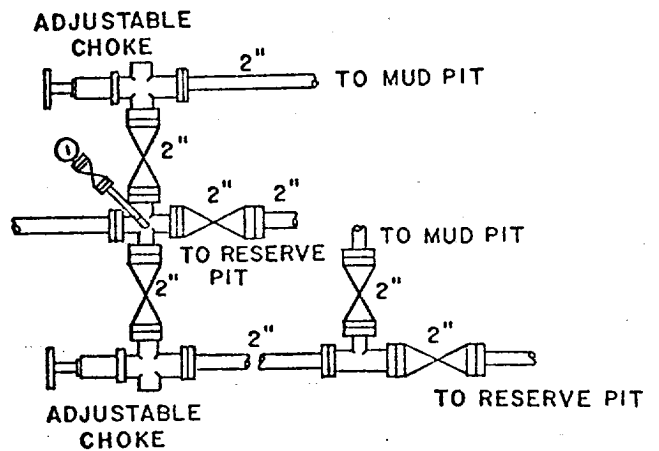 ADJUSTABLE
CHOKE
2"
TO MUD PIT
2"
2"
2"
TO RESERVE
PIT
TO MUD PIT
2"
2"
2"
2"
TO RESERVE PIT
ADJUSTABLE
CHOKE